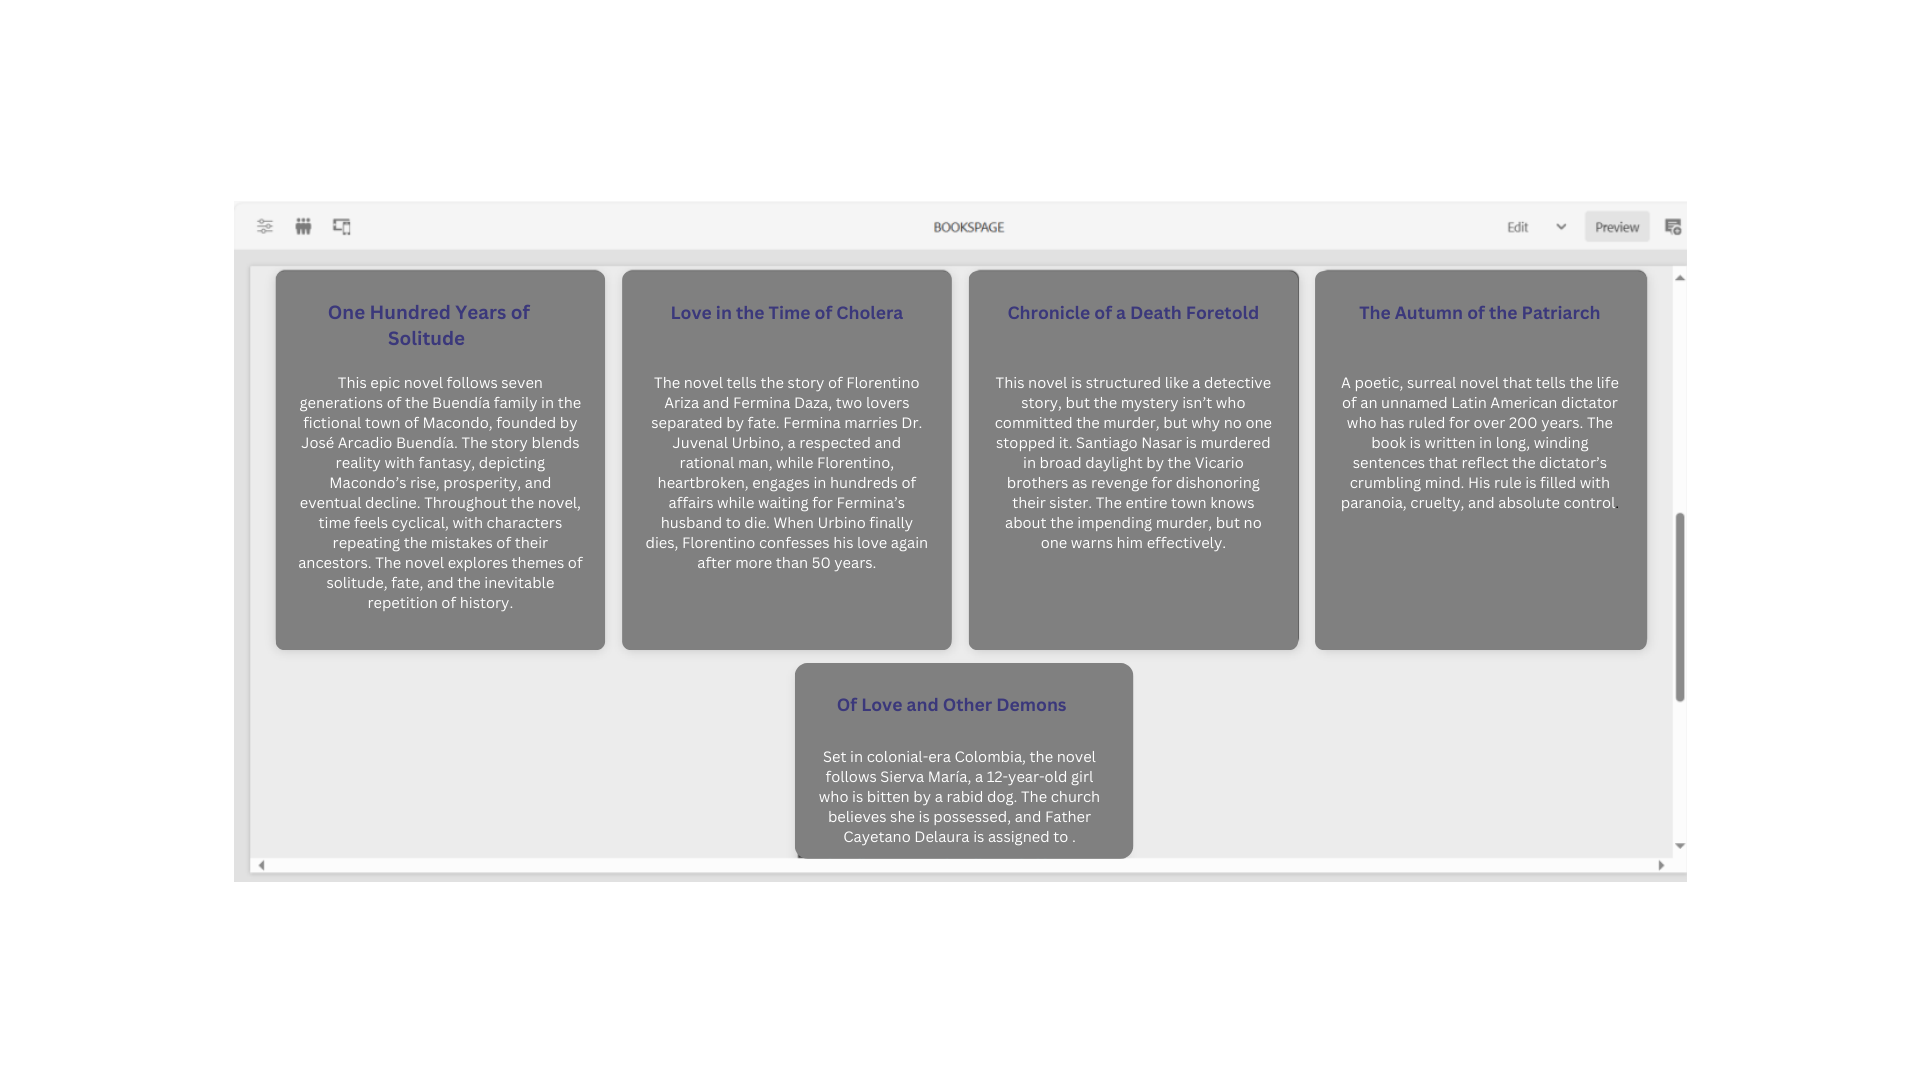 BOOKSPAGE
Edit
Preview
One Hundred Years of
Solitude
This epic novel follows seven
generations of the Buendía family in the
fictional town of Macondo, founded by
José Arcadio Buendía. The story blends
reality with fantasy, depicting
Macondo’s rise, prosperity, and
eventual decline. Throughout the novel,
time feels cyclical, with characters
repeating the mistakes of their
ancestors. The novel explores themes of
solitude, fate, and the inevitable
repetition of history.
Love in the Time of Cholera
The novel tells the story of Florentino
Ariza and Fermina Daza, two lovers
separated by fate. Fermina marries Dr.
Juvenal Urbino, a respected and
rational man, while Florentino,
heartbroken, engages in hundreds of
affairs while waiting for Fermina’s
husband to die. When Urbino finally
dies, Florentino confesses his love again
after more than 50 years.
Chronicle of a Death Foretold
This novel is structured like a detective
story, but the mystery isn’t who
committed the murder, but why no one
stopped it. Santiago Nasar is murdered
in broad daylight by the Vicario
brothers as revenge for dishonoring
their sister. The entire town knows
about the impending murder, but no
one warns him effectively.
The Autumn of the Patriarch
A poetic, surreal novel that tells the life
of an unnamed Latin American dictator
who has ruled for over 200 years. The
book is written in long, winding
sentences that reflect the dictator’s
crumbling mind. His rule is filled with
paranoia, cruelty, and absolute control.
Of Love and Other Demons
Set in colonial-era Colombia, the novel
follows Sierva María, a 12-year-old girl
who is bitten by a rabid dog. The church
believes she is possessed, and Father
Cayetano Delaura is assigned to .